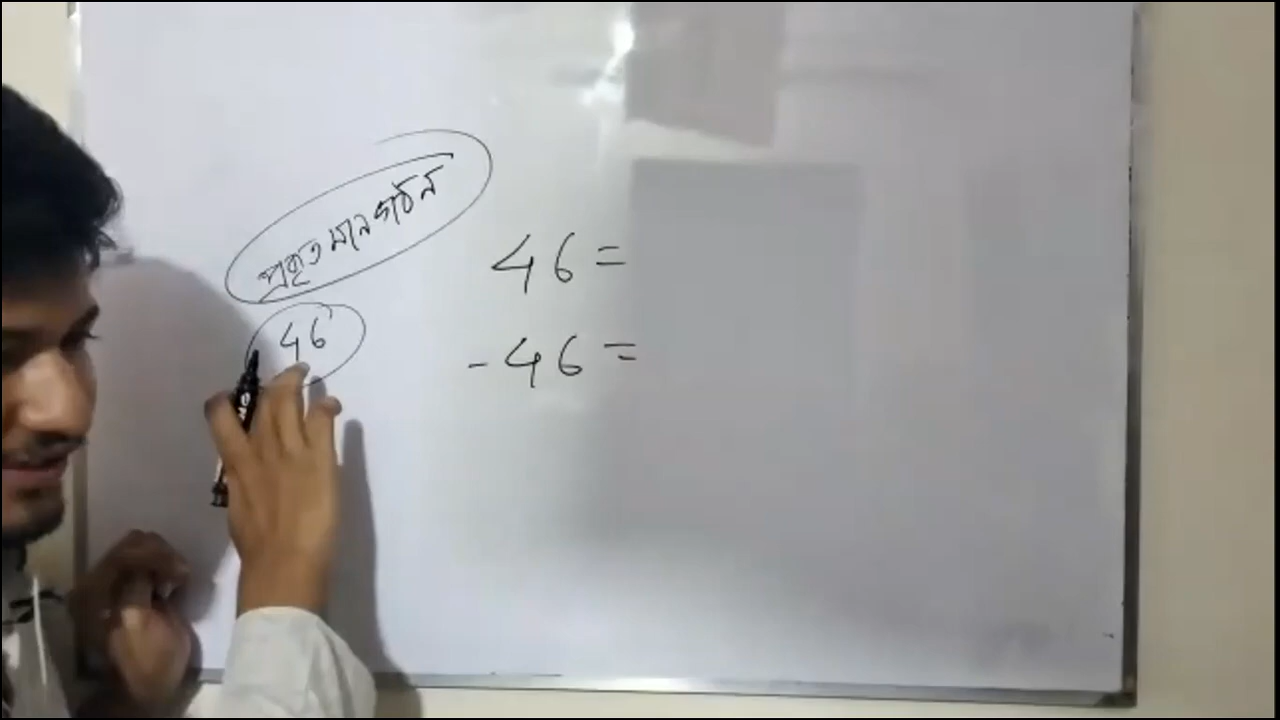 প্রকৃত মান গঠন
46
46 =
- 46 =